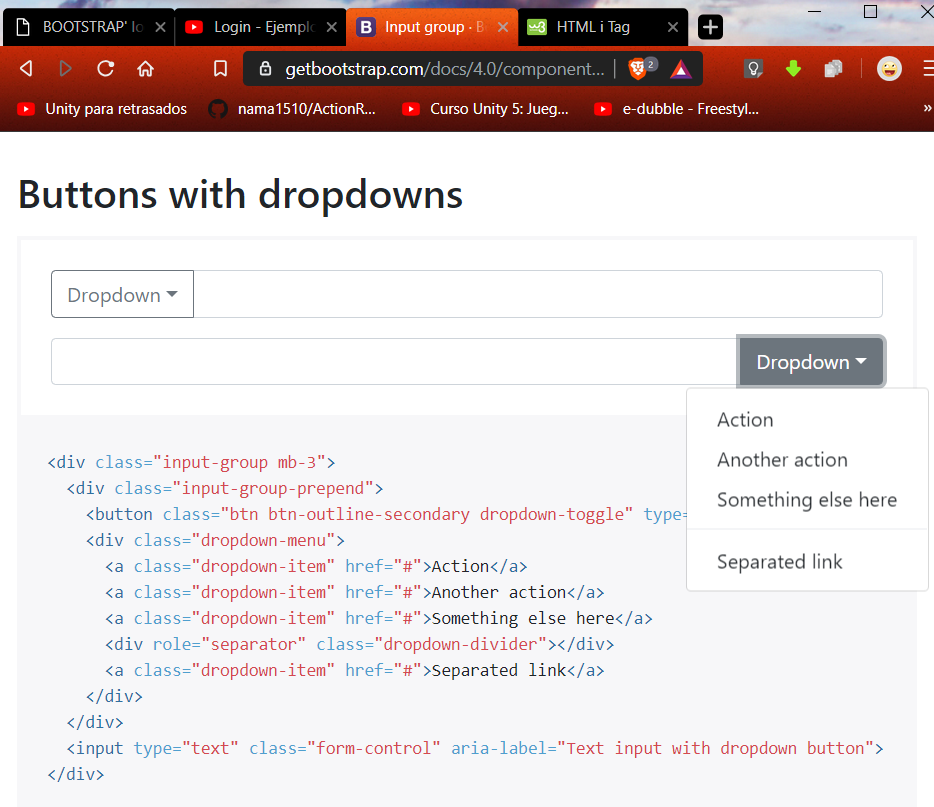 BOOTSTRAP' lo
Login - Ejemplo
Input group · B
HTML i Tag
getbootstrap.com/docs/4.0/component...
2
Unity para retrasados
nama1510/ActionR...
Curso Unity 5: Jueg...
e-dubble - Freestyl...
»
Buttons with dropdowns
Dropdown
Dropdown
Action
Another action
Something else here
Separated link
<div class="input-group mb-3">
<div class="input-group-prepend">
<button class="btn btn-outline-secondary dropdown-toggle" type=
<div class="dropdown-menu">
<a class="dropdown-item" href="#">Action</a>
<a class="dropdown-item" href="#">Another action</a>
<a class="dropdown-item" href="#">Something else here</a>
<div role="separator" class="dropdown-divider"></div>
<a class="dropdown-item" href="#">Separated link</a>
</div>
</div>
<input type="text" class="form-control" aria-label="Text input with dropdown button">
</div>